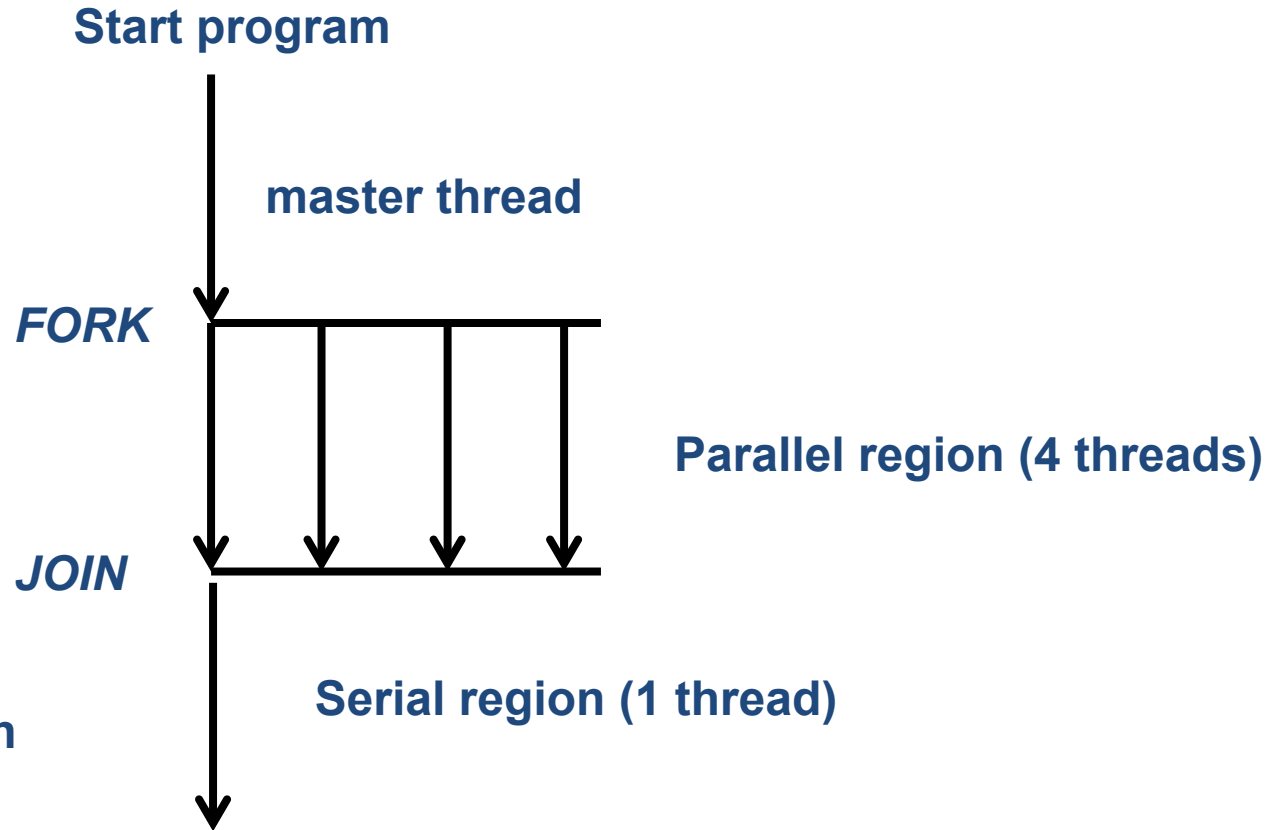 Start program
master thread
FORK
Parallel region (4 threads)
JOIN
Serial region (1 thread)